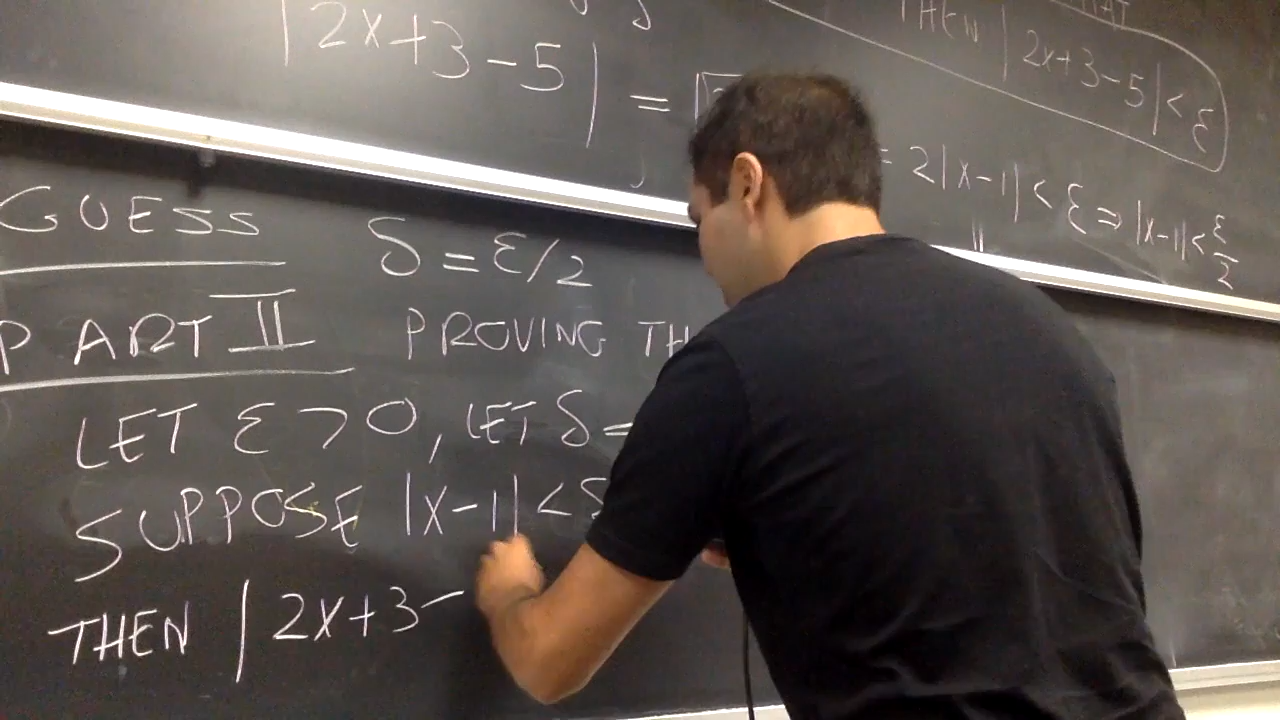 |2x+3-5| =
THEN |2x+3-5| < ε
= 2|x-1| < ε ⇒ |x-1| < ε/2
GUESS δ = ε/2
PART II PROVING
LET ε > 0, LET δ =
SUPPOSE |x-1| < δ
THEN |2x+3-